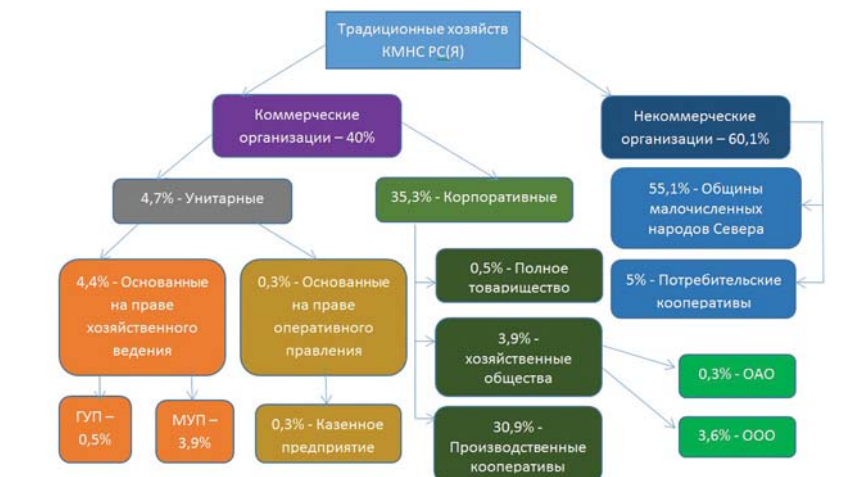 Традиционные хозяйств
КМНС РС(Я)
Коммерческие
организации – 40%
Некоммерческие
организации – 60,1%
4,7% - Унитарные
35,3% - Корпоративные
55,1% - Общины
малочисленных
народов Севера
4,4% - Основанные
на праве
хозяйственного
ведения
0,3% - Основанные
на праве
оперативного
правления
0,5% - Полное
товарищество
5% - Потребительские
кооперативы
3,9% -
хозяйственные
общества
0,3% - ОАО
ГУП –
0,5%
МУП –
3,9%
0,3% - Казенное
предприятие
30,9% -
Производственные
кооперативы
3,6% - ООО